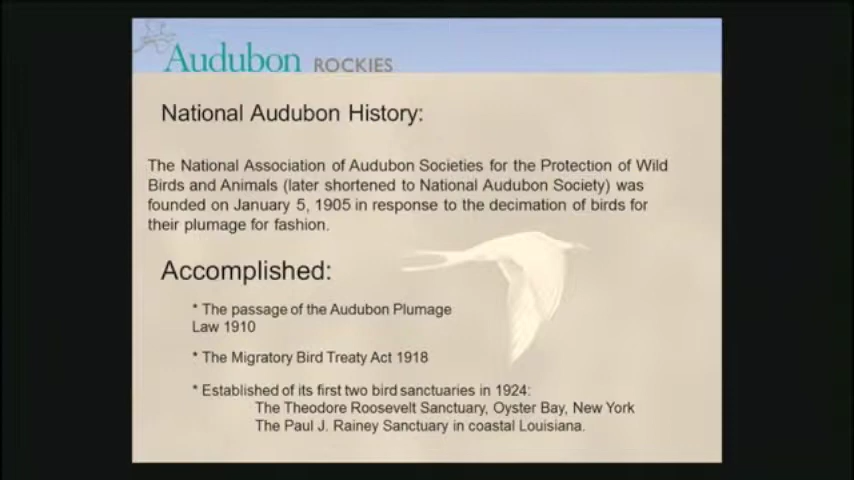 Audubon ROCKIES
National Audubon History:
The National Association of Audubon Societies for the Protection of Wild
Birds and Animals (later shortened to National Audubon Society) was
founded on January 5, 1905 in response to the decimation of birds for
their plumage for fashion.
Accomplished:
* The passage of the Audubon Plumage
Law 1910
* The Migratory Bird Treaty Act 1918
* Established of its first two bird sanctuaries in 1924:
The Theodore Roosevelt Sanctuary, Oyster Bay, New York
The Paul J. Rainey Sanctuary in coastal Louisiana.